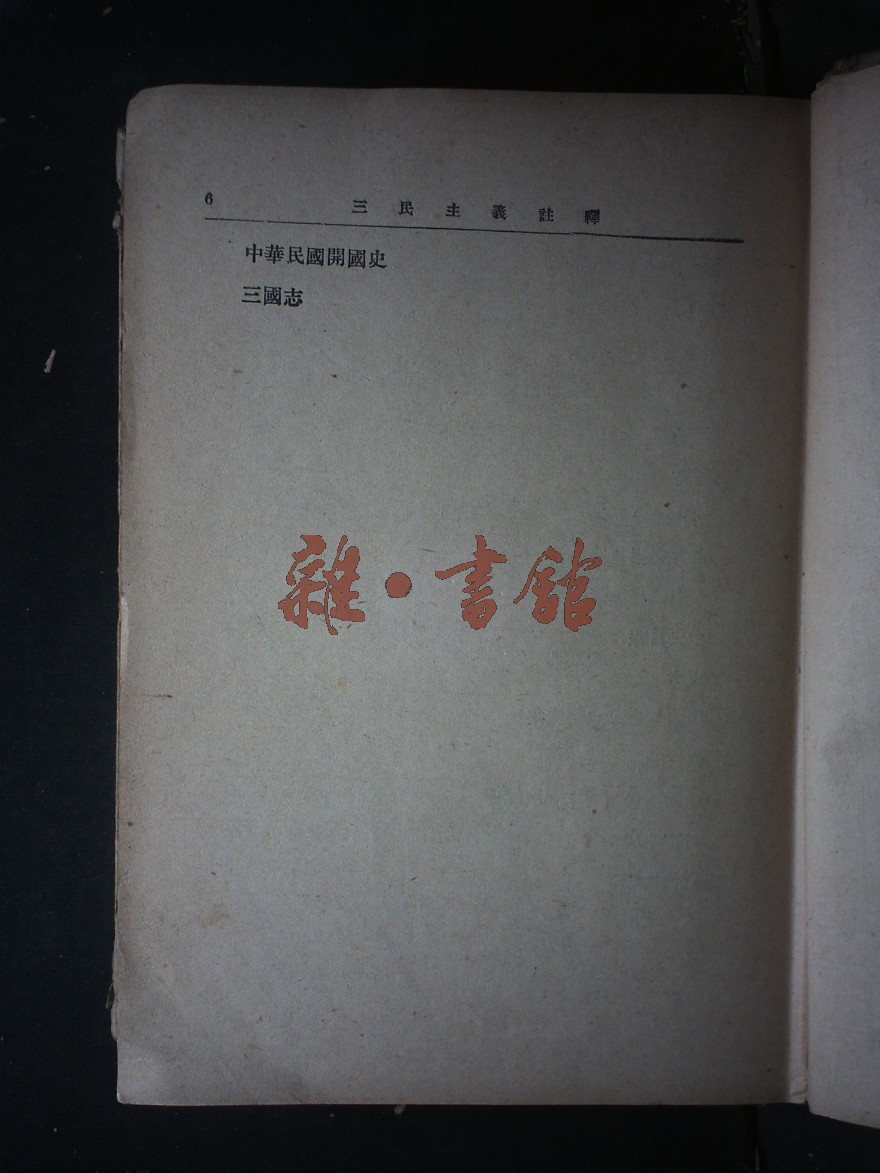 6 三民主義註釋
中華民國開國史
三國志
雜·書館